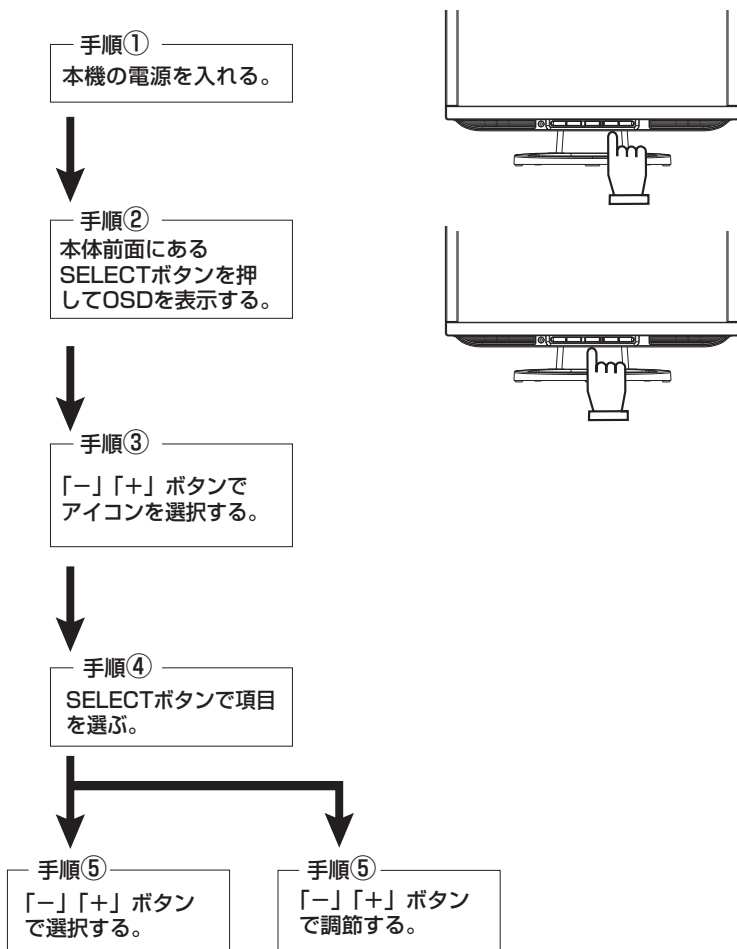 手順①
本機の電源を入れる。
手順②
本体前面にある
SELECTボタンを押
してOSDを表示する。
手順③
「－」「＋」ボタンで
アイコンを選択する。
手順④
SELECTボタンで項目
を選ぶ。
手順⑤
「－」「＋」ボタン
で選択する。
手順⑤
「－」「＋」ボタン
で調節する。